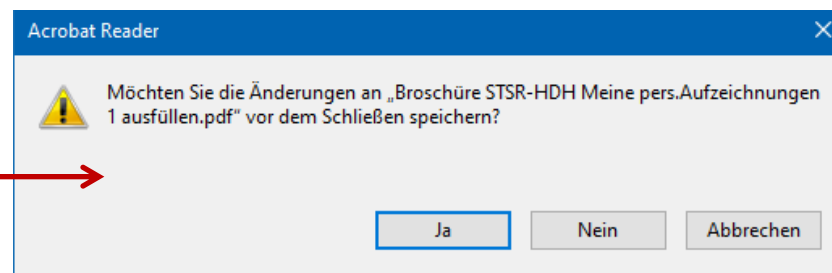 Acrobat Reader
Möchten Sie die Änderungen an „Broschüre STSR-HDH Meine pers.Aufzeichnungen
1 ausfüllen.pdf“ vor dem Schließen speichern?
Ja Nein Abbrechen